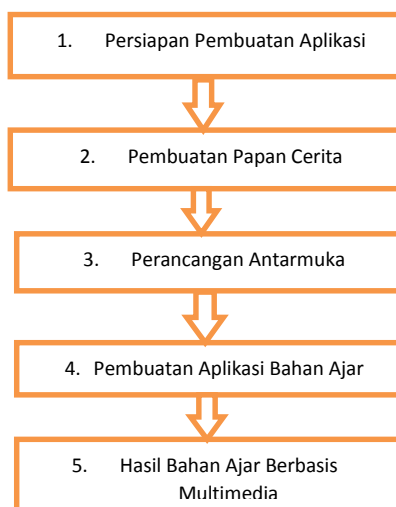 1. Persiapan Pembuatan Aplikasi
2. Pembuatan Papan Cerita
3. Perancangan Antarmuka
4. Pembuatan Aplikasi Bahan Ajar
5. Hasil Bahan Ajar Berbasis
Multimedia